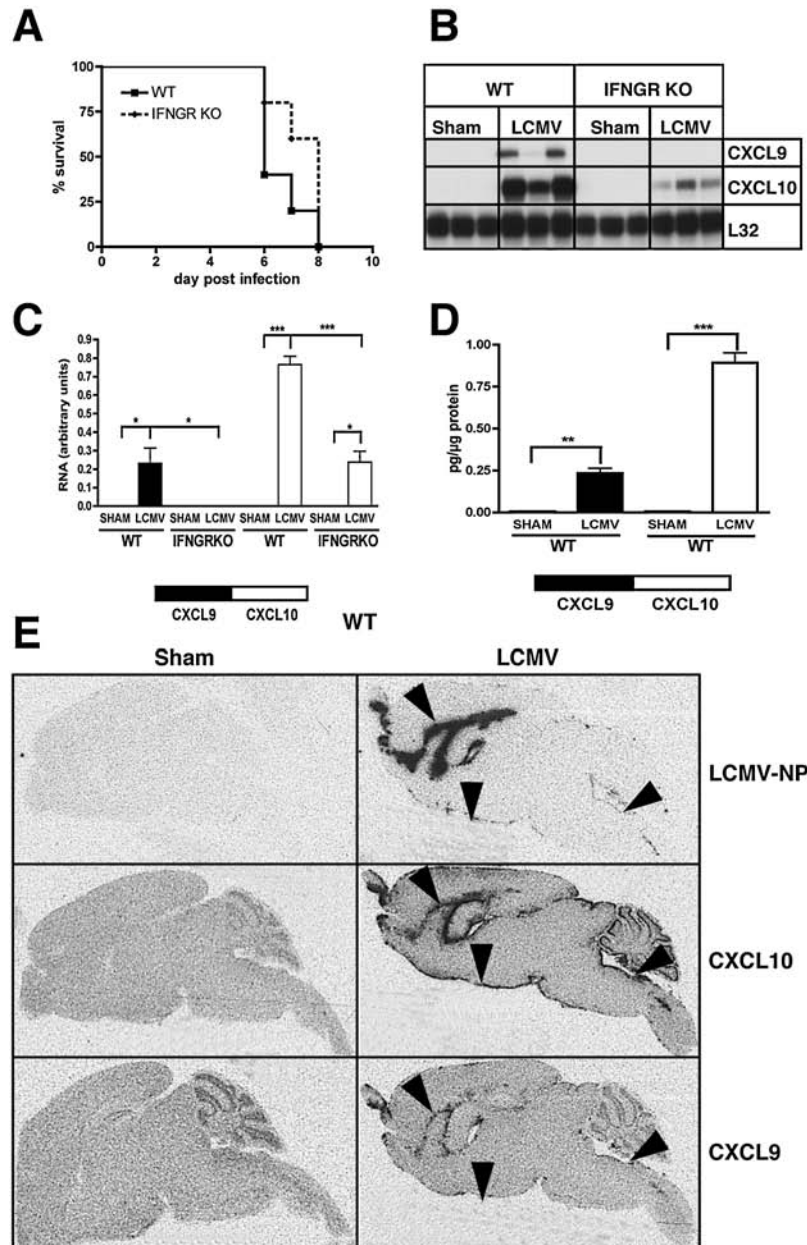 A
100
75
50
25
0
% survival
WT
IFNGR KO
0 2 4 6 8 10
day post infection
B
WT IFNGR KO
Sham LCMV Sham LCMV
CXCL9
CXCL10
L32
C
0.9
0.8
0.7
0.6
0.5
0.4
0.3
0.2
0.1
0.0
RNA (arbitrary units)
* * *** *** *
SHAM LCMV SHAM LCMV SHAM LCMV SHAM LCMV
WT IFNGRKO WT IFNGRKO
CXCL9 CXCL10
D
1.00
0.75
0.50
0.25
0
pg/µg protein
** ***
SHAM LCMV SHAM LCMV
WT WT
CXCL9 CXCL10
WT
E
Sham LCMV
LCMV-NP
CXCL10
CXCL9